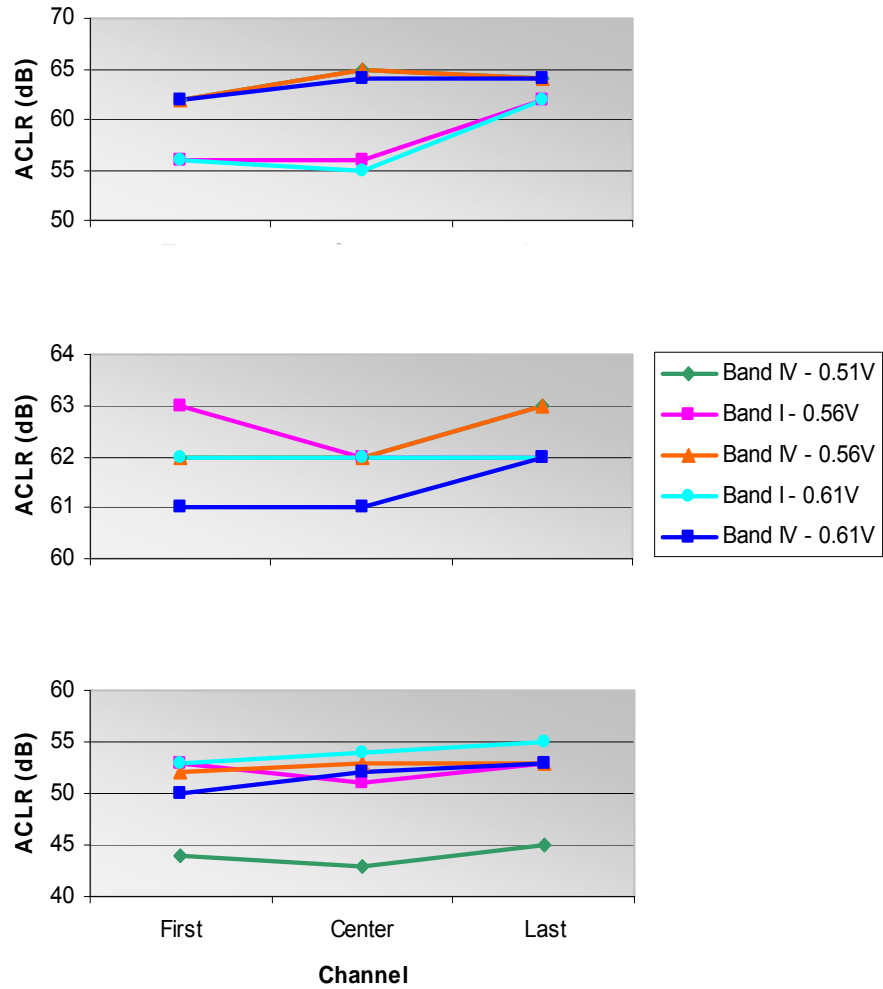 70
65
60
55
50
ACLR (dB)
64
63
62
61
60
ACLR (dB)
Band IV - 0.51V
Band I - 0.56V
Band IV - 0.56V
Band I - 0.61V
Band IV - 0.61V
60
55
50
45
40
ACLR (dB)
First Center Last
Channel